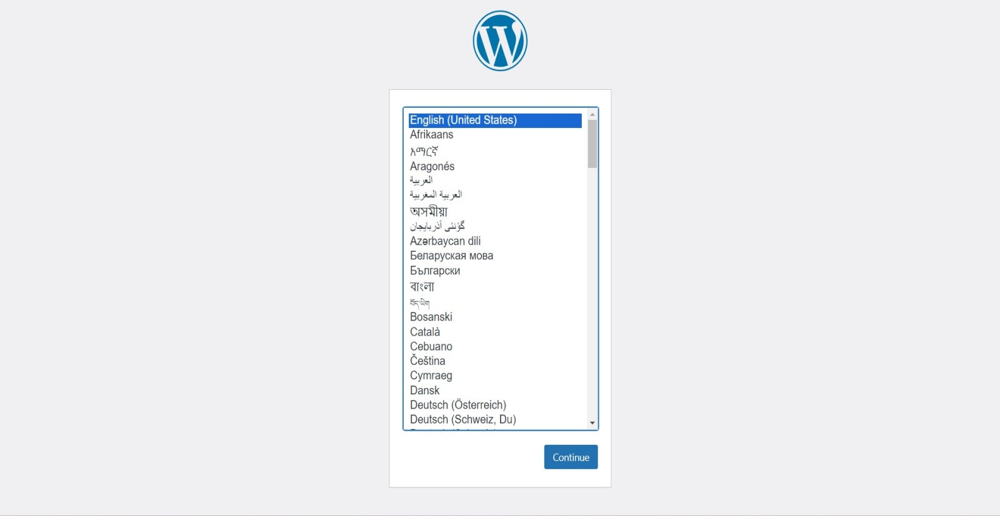 English (United States)
Afrikaans
አማርኛ
Aragonés
العربية
العربية المغربية
অসমীয়া
گؤنئی آذربایجان
Azərbaycan dili
Беларуская мова
Български
বাংলা
བོད་ཡིག
Bosanski
Català
Cebuano
Čeština
Cymraeg
Dansk
Deutsch (Österreich)
Deutsch (Schweiz, Du)
Continue